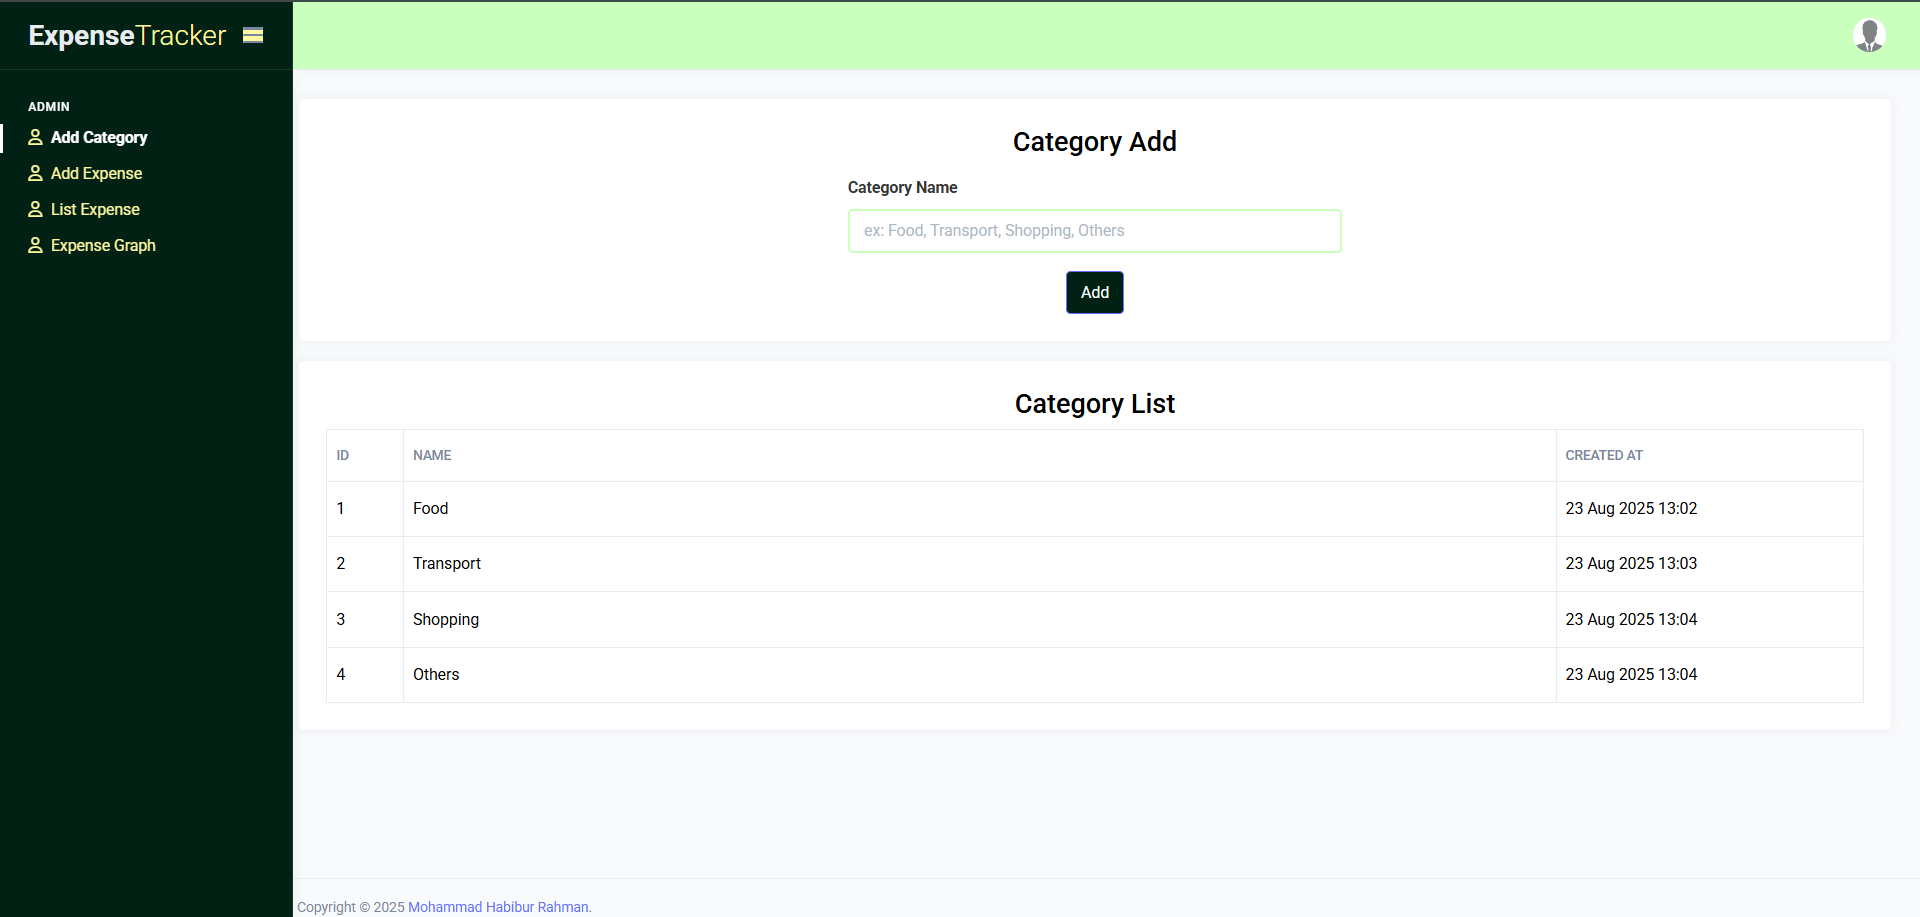 ExpenseTracker
ADMIN
Add Category
Add Expense
List Expense
Expense Graph
Category Add
Category Name
ex: Food, Transport, Shopping, Others
Add
Category List
ID NAME CREATED AT
1 Food 23 Aug 2025 13:02
2 Transport 23 Aug 2025 13:03
3 Shopping 23 Aug 2025 13:04
4 Others 23 Aug 2025 13:04
Copyright © 2025 Mohammad Habibur Rahman.